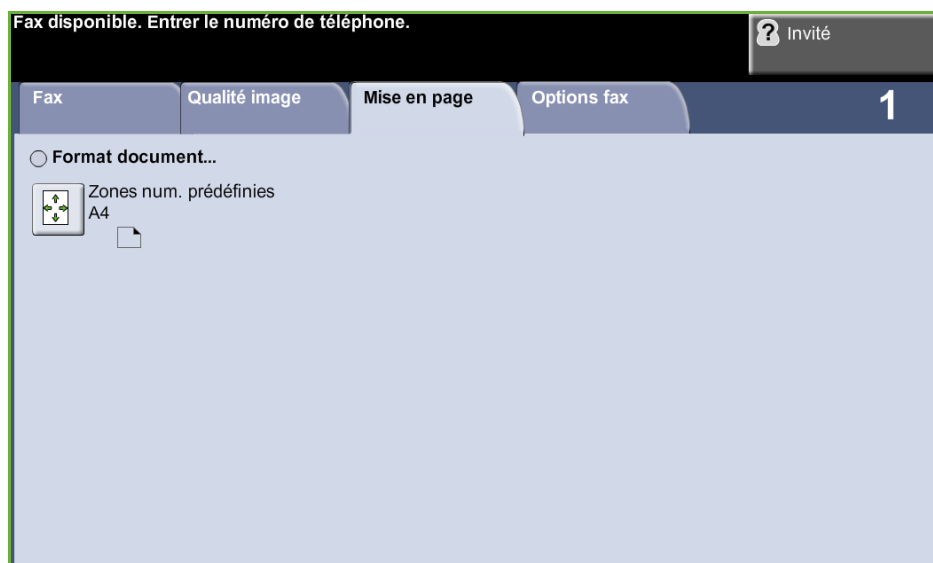 Fax disponible. Entrer le numéro de téléphone.
? Invité
Fax
Qualité image
Mise en page
Options fax
1
Format document...
Zones num. prédéfinies
A4